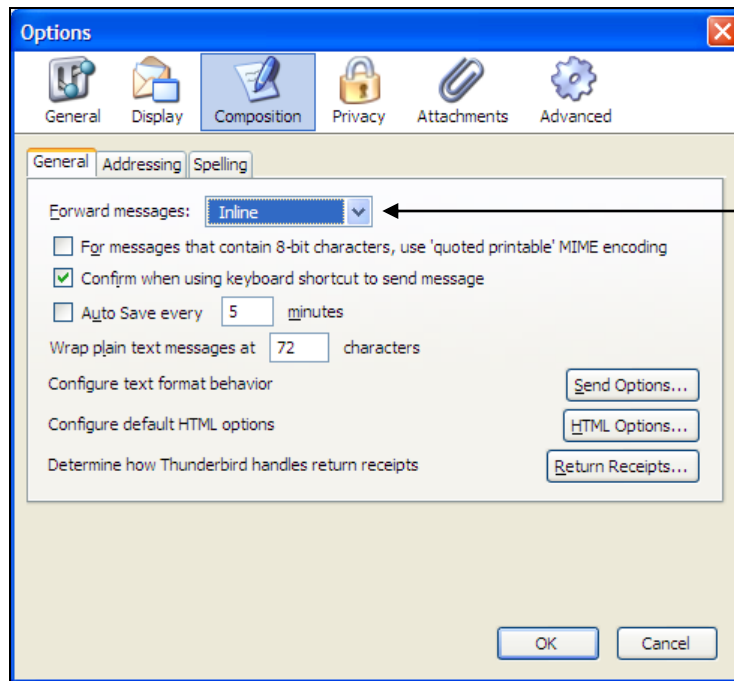 Options
General Display Composition Privacy Attachments Advanced
General Addressing Spelling
Forward messages: Inline
For messages that contain 8-bit characters, use 'quoted printable' MIME encoding
Confirm when using keyboard shortcut to send message
Auto Save every 5 minutes
Wrap plain text messages at 72 characters
Configure text format behavior Send Options...
Configure default HTML options HTML Options...
Determine how Thunderbird handles return receipts Return Receipts...
OK Cancel